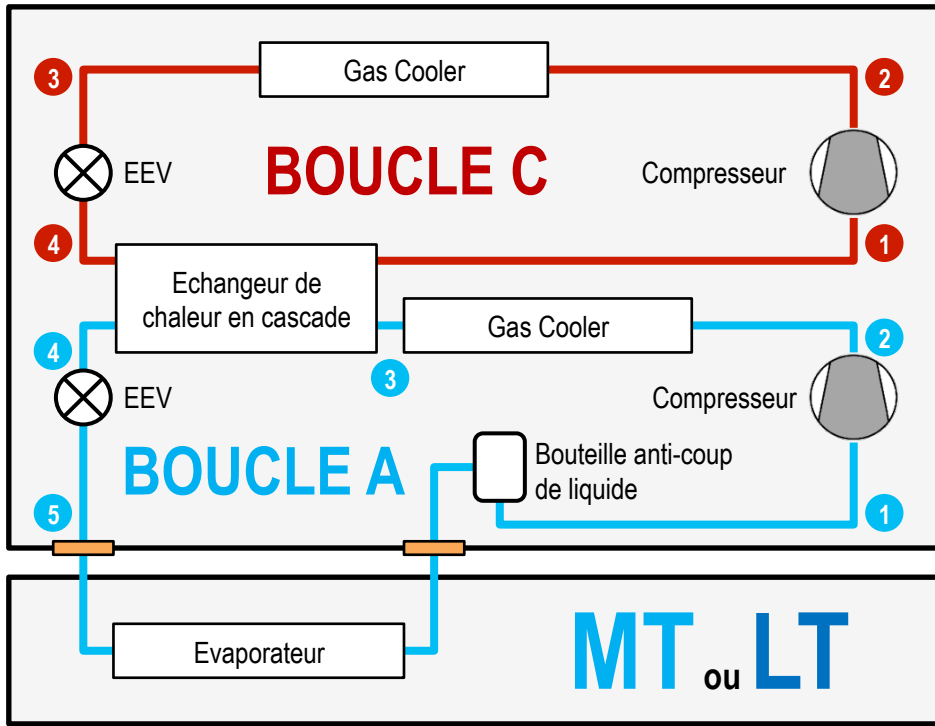 Gas Cooler
3
2
EEV
BOUCLE C
Compresseur
4
1
Echangeur de
chaleur en cascade
Gas Cooler
4
3
2
EEV
Compresseur
BOUCLE A
Bouteille anti-coup
de liquide
5
1
Evaporateur
MT ou LT